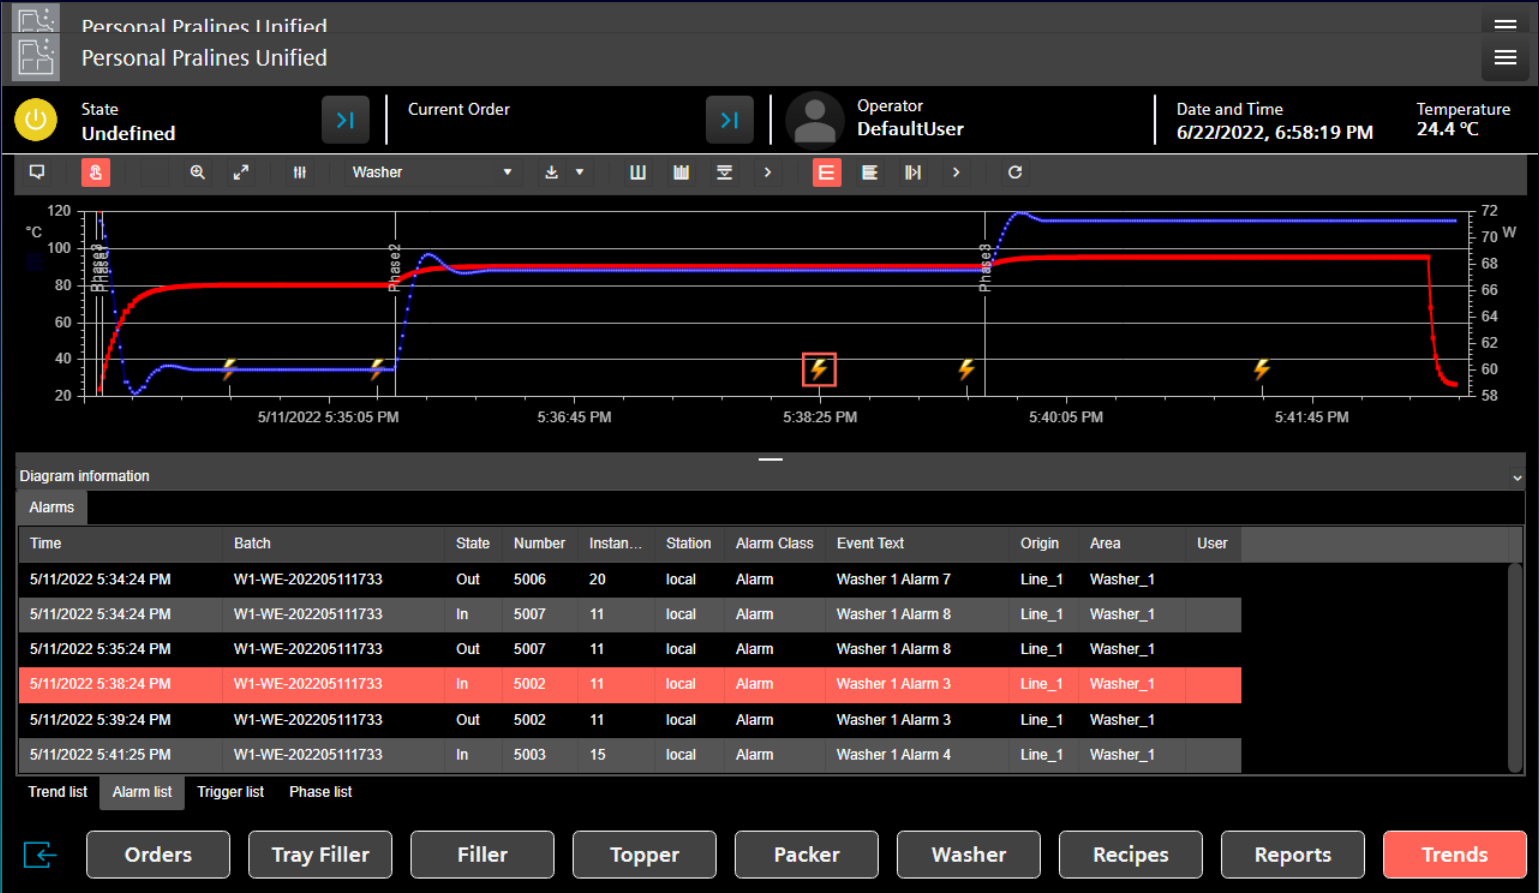 Personal Pralines Unified
Personal Pralines Unified
State
Undefined
Current Order
Operator
DefaultUser
Date and Time
6/22/2022, 6:58:19 PM
Temperature
24.4 ºC
Washer
120
°C
100
80
60
40
20
72
W
70
68
66
64
62
60
58
Phase1
Phase2
Phase3
5/11/2022 5:35:05 PM 5:36:45 PM 5:38:25 PM 5:40:05 PM 5:41:45 PM
Diagram information
Alarms
Time Batch State Number Instan... Station Alarm Class Event Text Origin Area User
5/11/2022 5:34:24 PM W1-WE-202205111733 Out 5006 20 local Alarm Washer 1 Alarm 7 Line_1 Washer_1
5/11/2022 5:34:24 PM W1-WE-202205111733 In 5007 11 local Alarm Washer 1 Alarm 8 Line_1 Washer_1
5/11/2022 5:35:24 PM W1-WE-202205111733 Out 5007 11 local Alarm Washer 1 Alarm 8 Line_1 Washer_1
5/11/2022 5:38:24 PM W1-WE-202205111733 In 5002 11 local Alarm Washer 1 Alarm 3 Line_1 Washer_1
5/11/2022 5:39:24 PM W1-WE-202205111733 Out 5002 11 local Alarm Washer 1 Alarm 3 Line_1 Washer_1
5/11/2022 5:41:25 PM W1-WE-202205111733 In 5003 15 local Alarm Washer 1 Alarm 4 Line_1 Washer_1
Trend list Alarm list Trigger list Phase list
Orders Tray Filler Filler Topper Packer Washer Recipes Reports Trends